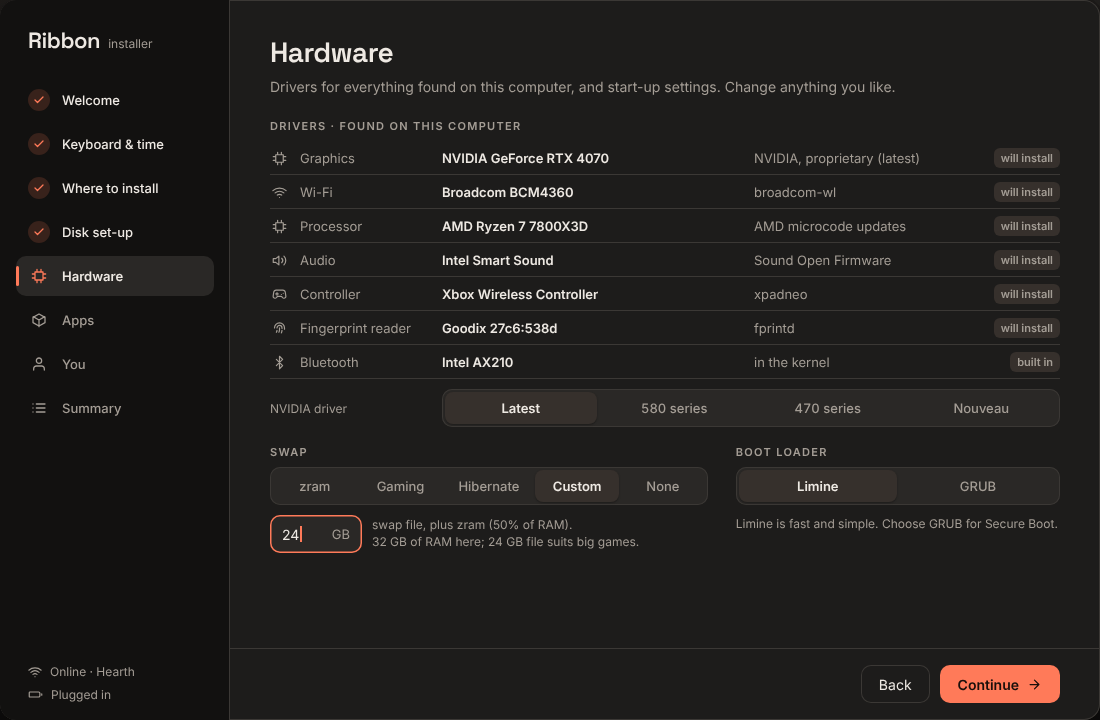 Ribbon installer
Welcome
Keyboard & time
Where to install
Disk set-up
Hardware
Apps
You
Summary
Online · Hearth
Plugged in
Hardware
Drivers for everything found on this computer, and start-up settings. Change anything you like.
DRIVERS · FOUND ON THIS COMPUTER
Graphics NVIDIA GeForce RTX 4070 NVIDIA, proprietary (latest) will install
Wi-Fi Broadcom BCM4360 broadcom-wl will install
Processor AMD Ryzen 7 7800X3D AMD microcode updates will install
Audio Intel Smart Sound Sound Open Firmware will install
Controller Xbox Wireless Controller xpadneo will install
Fingerprint reader Goodix 27c6:538d fprintd will install
Bluetooth Intel AX210 in the kernel built in
NVIDIA driver Latest 580 series 470 series Nouveau
SWAP
zram Gaming Hibernate Custom None
24 GB
swap file, plus zram (50% of RAM).
32 GB of RAM here; 24 GB file suits big games.
BOOT LOADER
Limine GRUB
Limine is fast and simple. Choose GRUB for Secure Boot.
Back Continue